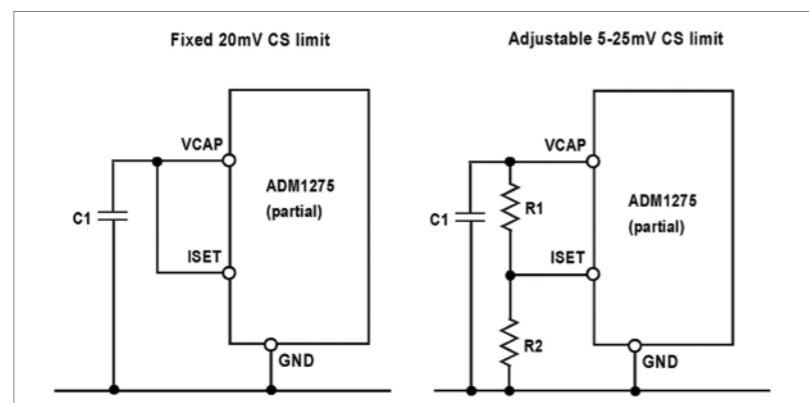 Fixed 20mV CS limit
VCAP
ADM1275
(partial)
C1
ISET
GND
Adjustable 5-25mV CS limit
VCAP
R1
ADM1275
(partial)
C1
ISET
R2
GND